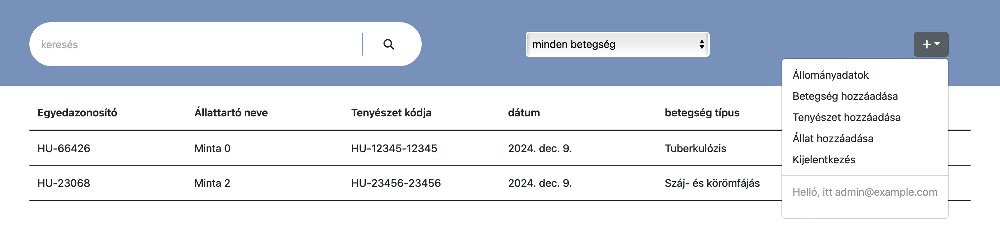 keresés
minden betegség
+
Állományadatok
Betegség hozzáadása
Tenyészet hozzáadása
Állat hozzáadása
Kijelentkezés
Helló, itt admin@example.com
Egyedazonosító Állattartó neve Tenyészet kódja dátum betegség típus
HU-66426 Minta 0 HU-12345-12345 2024. dec. 9. Tuberkulózis
HU-23068 Minta 2 HU-23456-23456 2024. dec. 9. Száj- és körömfájás